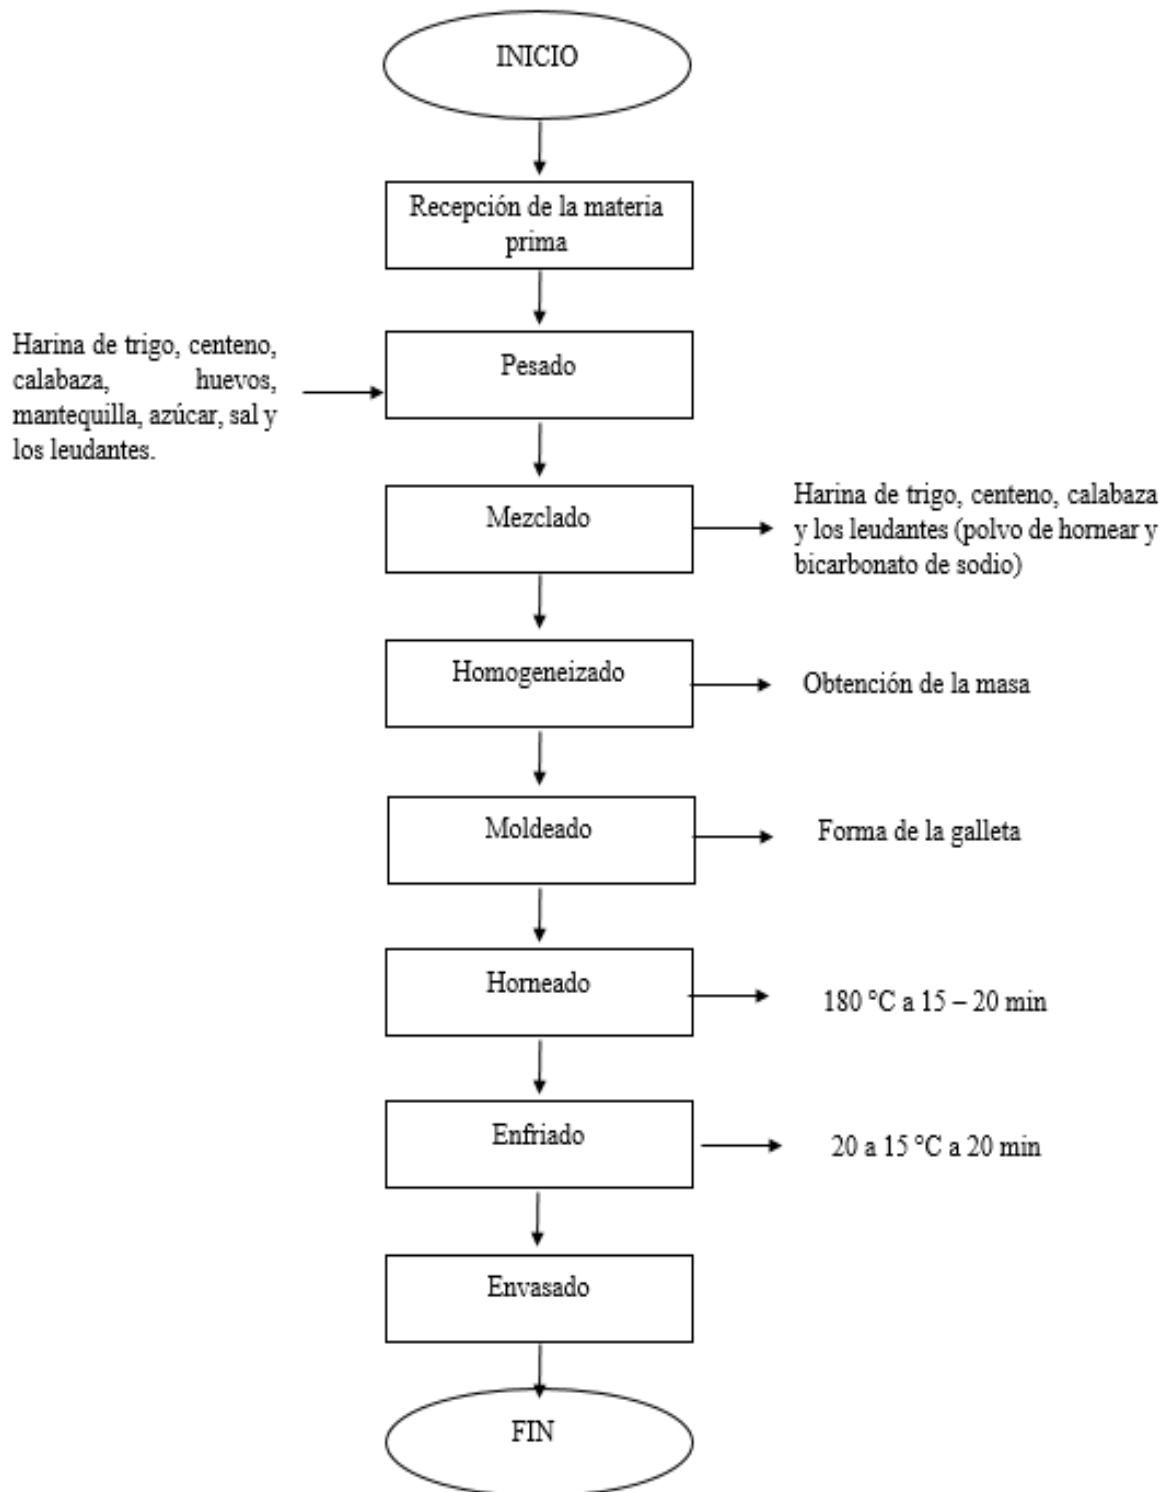 INICIO
Recepción de la materia
prima
Harina de trigo, centeno,
calabaza, huevos,
mantequilla, azúcar, sal y
los leudantes.
Pesado
Mezclado
Harina de trigo, centeno, calabaza
y los leudantes (polvo de hornear y
bicarbonato de sodio)
Homogeneizado
Obtención de la masa
Moldeado
Forma de la galleta
Horneado
180 °C a 15 – 20 min
Enfriado
20 a 15 °C a 20 min
Envasado
FIN